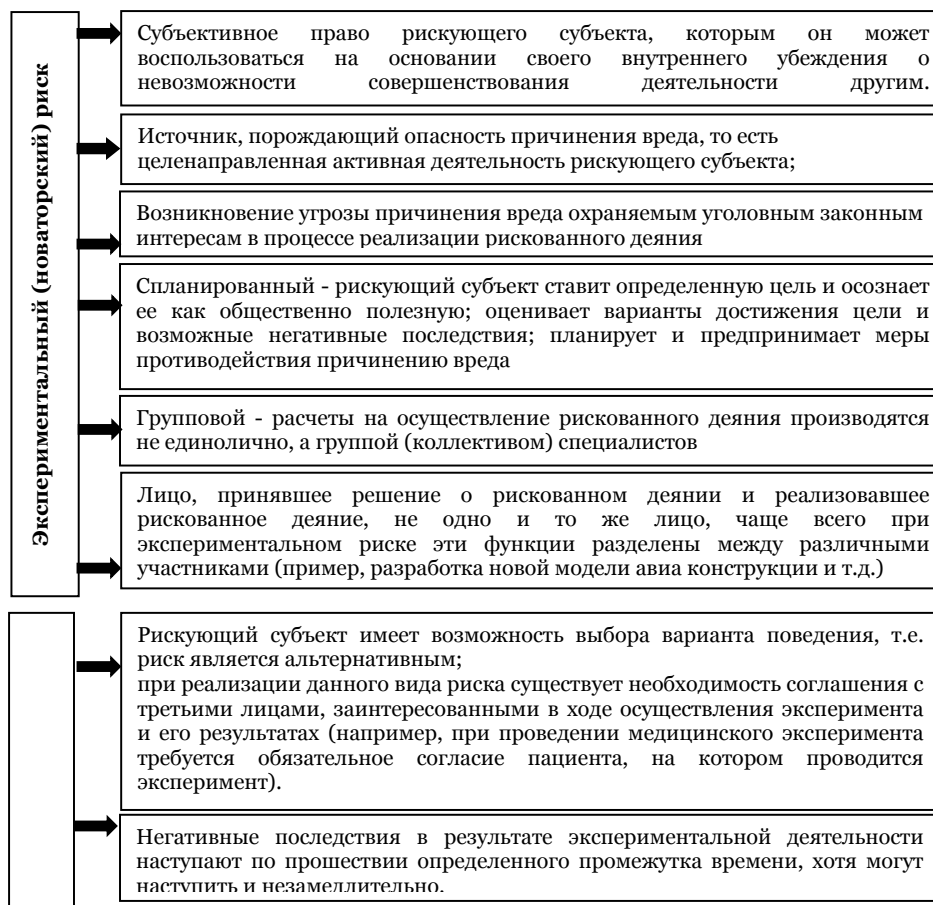 Экспериментальный (новаторский) риск
Субъективное право рискующего субъекта, которым он может
воспользоваться на основании своего внутреннего убеждения о
невозможности совершенствования деятельности другим.
Источник, порождающий опасность причинения вреда, то есть
целенаправленная активная деятельность рискующего субъекта;
Возникновение угрозы причинения вреда охраняемым уголовным законным
интересам в процессе реализации рискованного деяния
Спланированный - рискующий субъект ставит определенную цель и осознает
ее как общественно полезную; оценивает варианты достижения цели и
возможные негативные последствия; планирует и предпринимает меры
противодействия причинению вреда
Групповой - расчеты на осуществление рискованного деяния производятся
не единолично, а группой (коллективом) специалистов
Лицо, принявшее решение о рискованном деянии и реализовавшее
рискованное деяние, не одно и то же лицо, чаще всего при
экспериментальном риске эти функции разделены между различными
участниками (пример, разработка новой модели авиа конструкции и т.д.)
Рискующий субъект имеет возможность выбора варианта поведения, т.е.
риск является альтернативным;
при реализации данного вида риска существует необходимость соглашения с
третьими лицами, заинтересованными в ходе осуществления эксперимента
и его результатах (например, при проведении медицинского эксперимента
требуется обязательное согласие пациента, на котором проводится
эксперимент).
Негативные последствия в результате экспериментальной деятельности
наступают по прошествии определенного промежутка времени, хотя могут
наступить и незамедлительно.